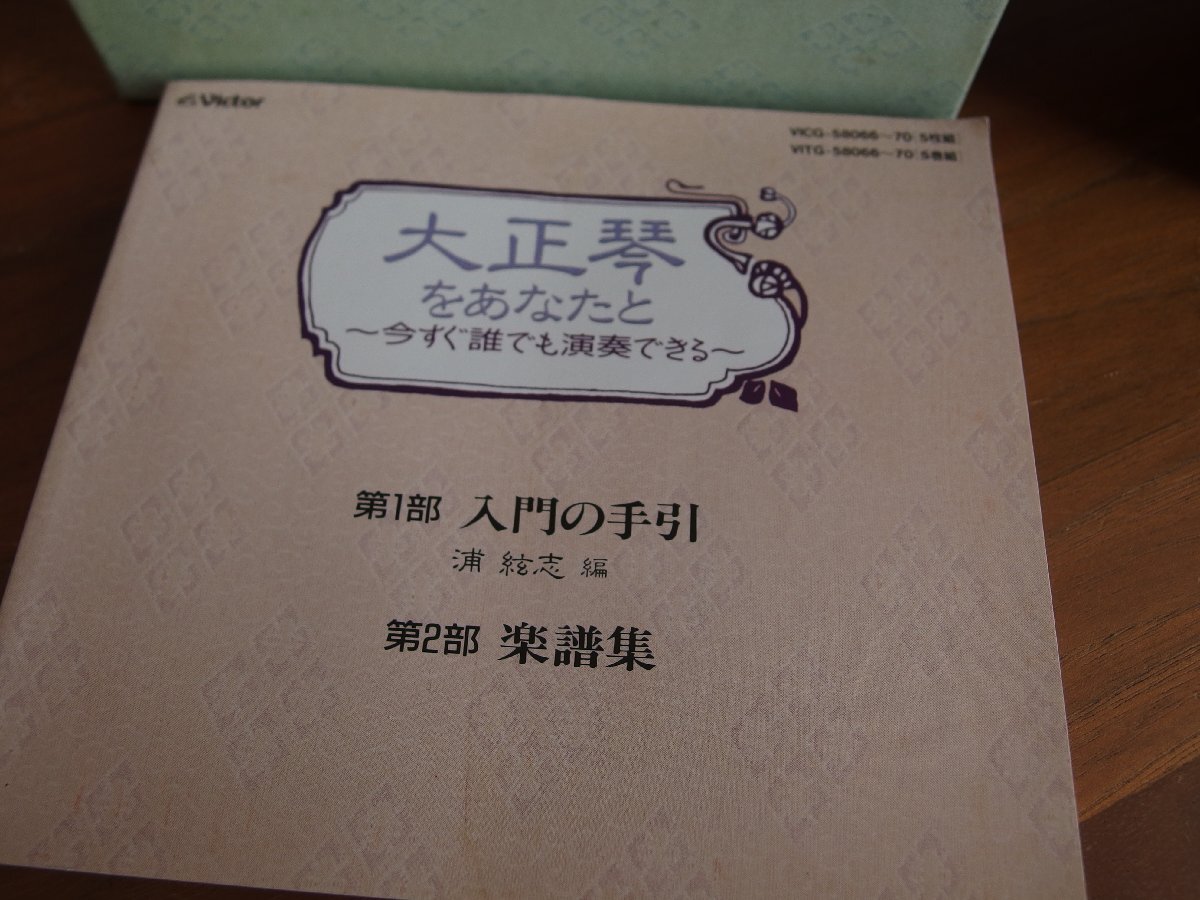 Victor
VICG-58066～70〔5枚組〕
VITG-58066～70〔5巻組〕
大正琴
をあなたと
～今すぐ誰でも演奏できる～
第1部 入門の手引
浦 絃志 編
第2部 楽譜集